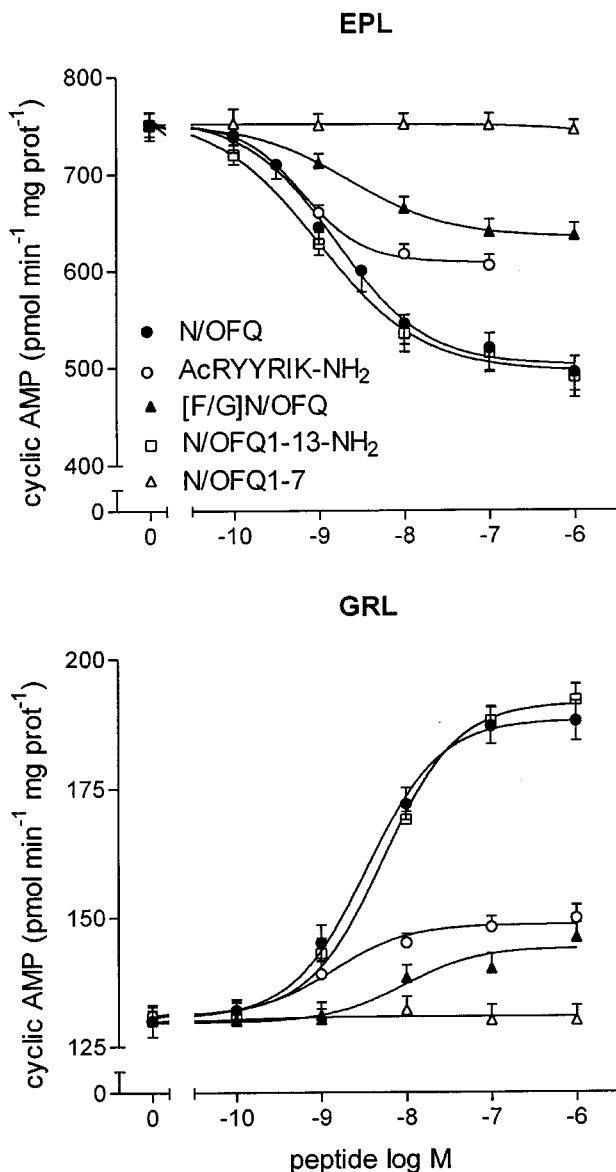 EPL
cyclic AMP (pmol min⁻¹ mg prot⁻¹)
800
700
600
500
400
0
N/OFQ
AcRYYRIK-NH₂
[F/G]N/OFQ
N/OFQ1-13-NH₂
N/OFQ1-7
0 -10 -9 -8 -7 -6
GRL
cyclic AMP (pmol min⁻¹ mg prot⁻¹)
200
175
150
125
0
0 -10 -9 -8 -7 -6
peptide log M